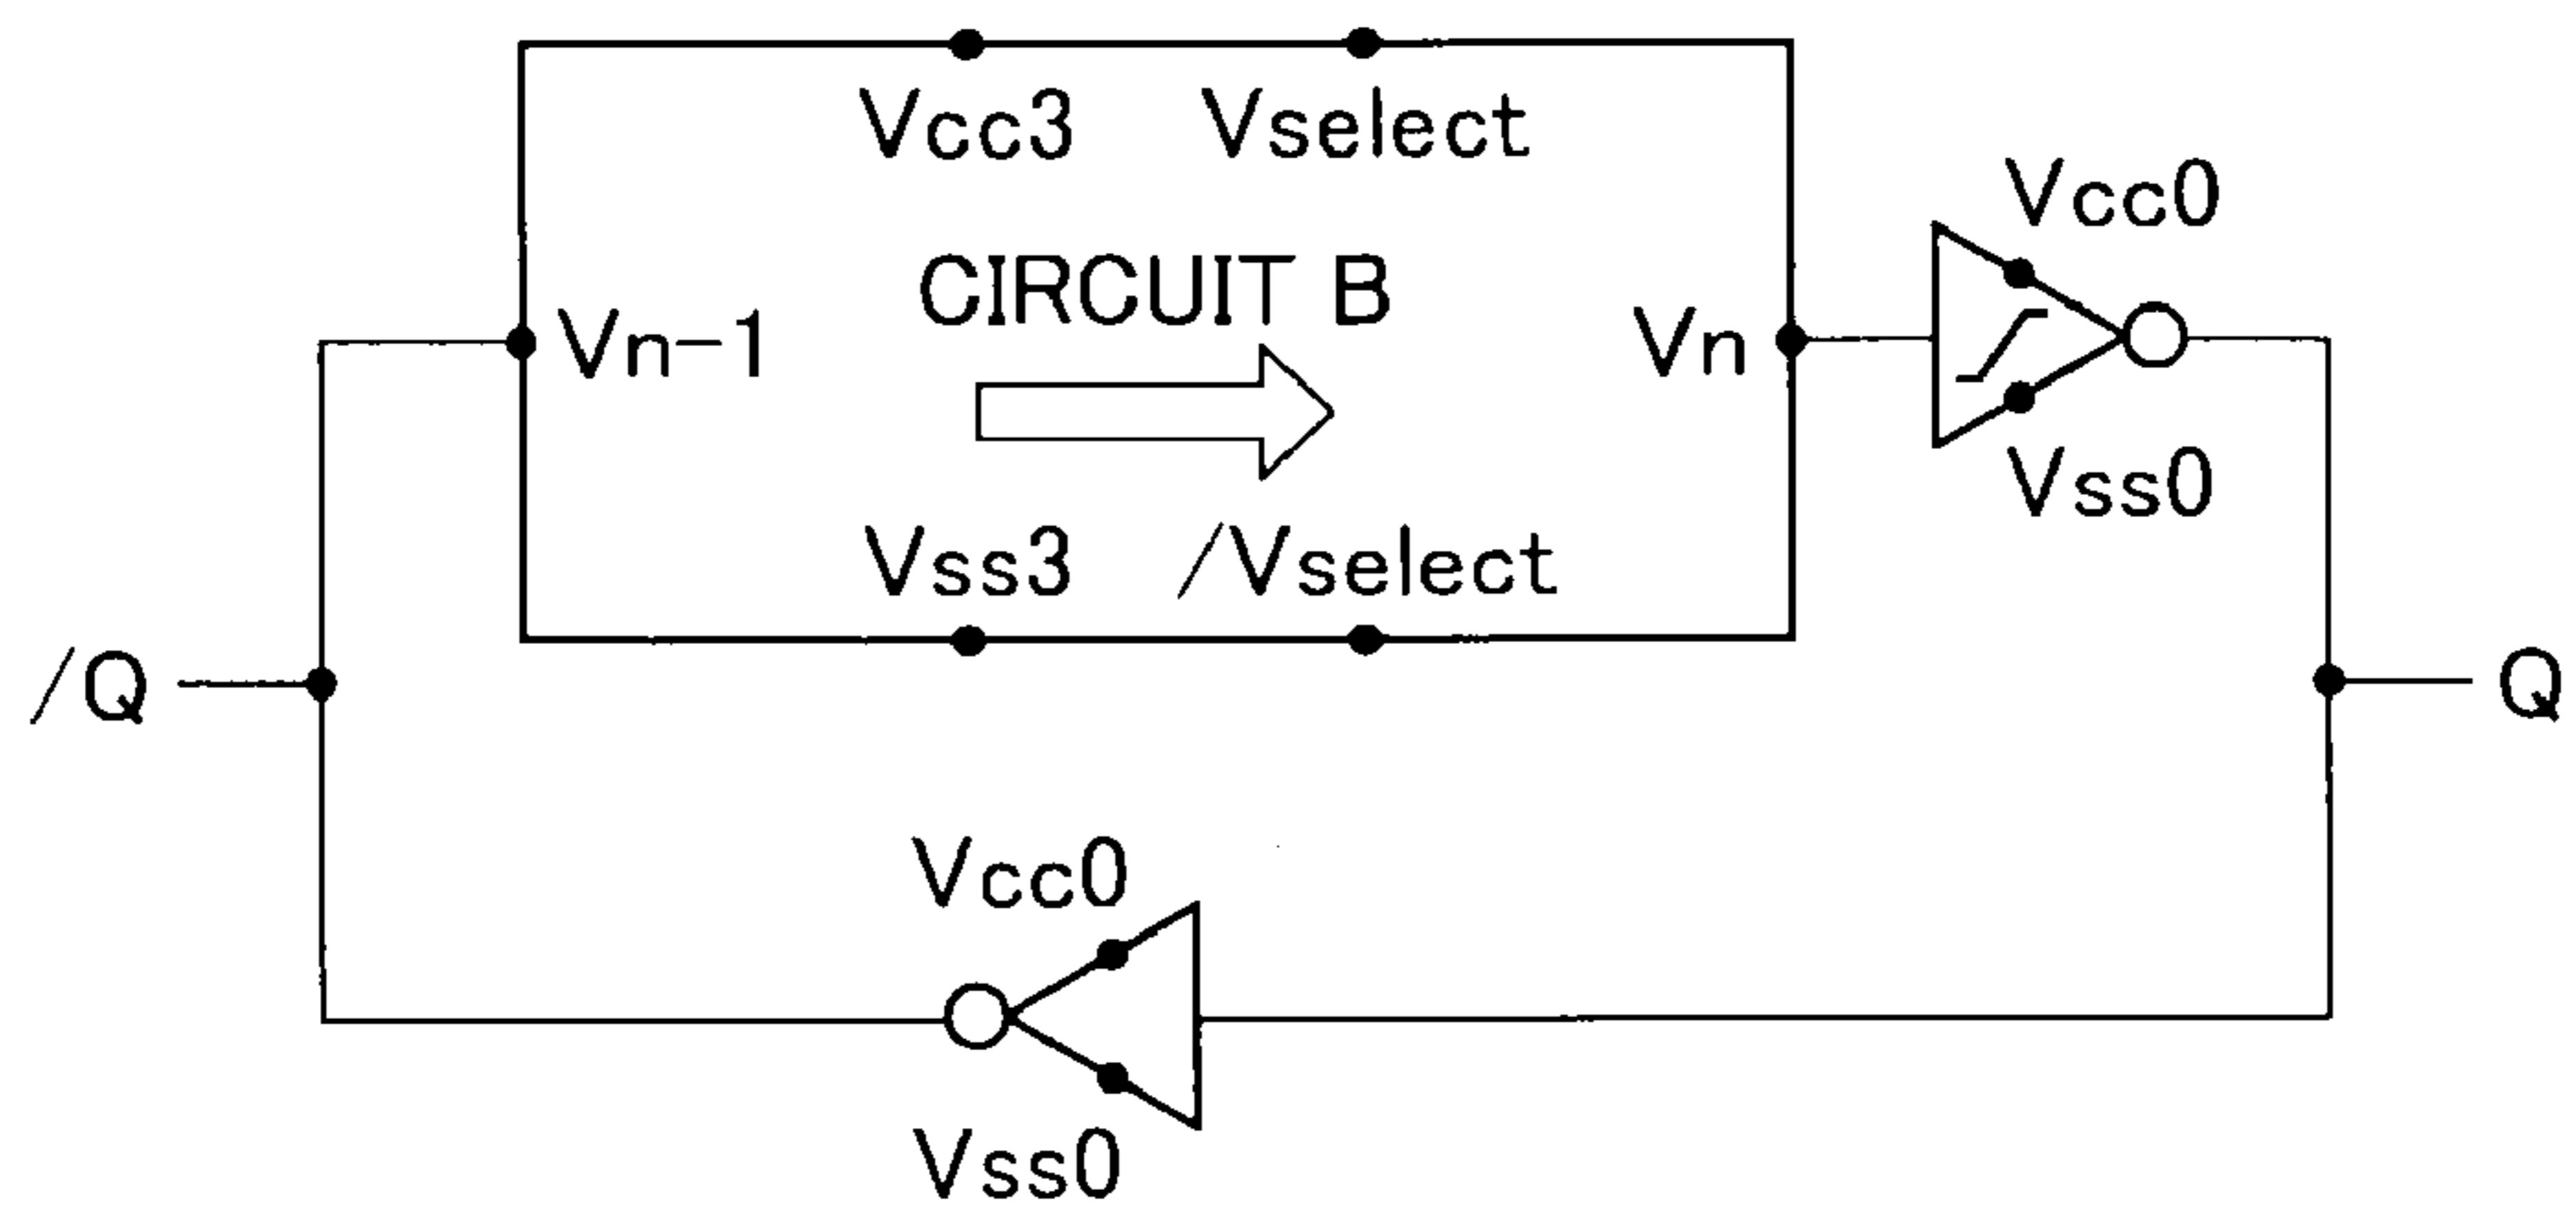 Vcc3 Vselect
Vcc0
CIRCUIT B
Vn-1
Vn
Vss0
Vss3 /Vselect
/Q
Q
Vcc0
Vss0